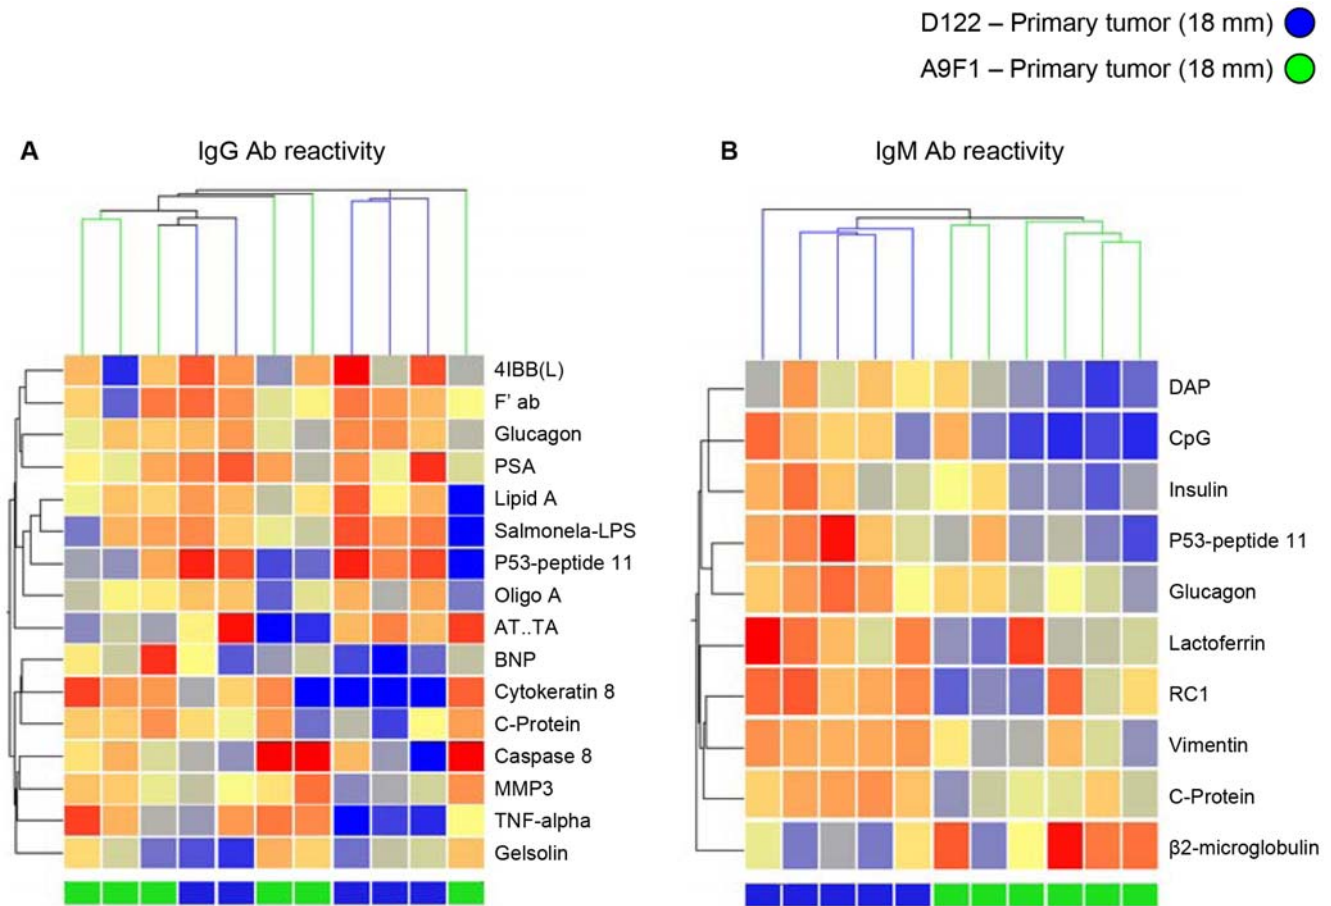 D122 – Primary tumor (18 mm)
A9F1 – Primary tumor (18 mm)
A
IgG Ab reactivity
4IBB(L)
F' ab
Glucagon
PSA
Lipid A
Salmonela-LPS
P53-peptide 11
Oligo A
AT..TA
BNP
Cytokeratin 8
C-Protein
Caspase 8
MMP3
TNF-alpha
Gelsolin
B
IgM Ab reactivity
DAP
CpG
Insulin
P53-peptide 11
Glucagon
Lactoferrin
RC1
Vimentin
C-Protein
β2-microglobulin